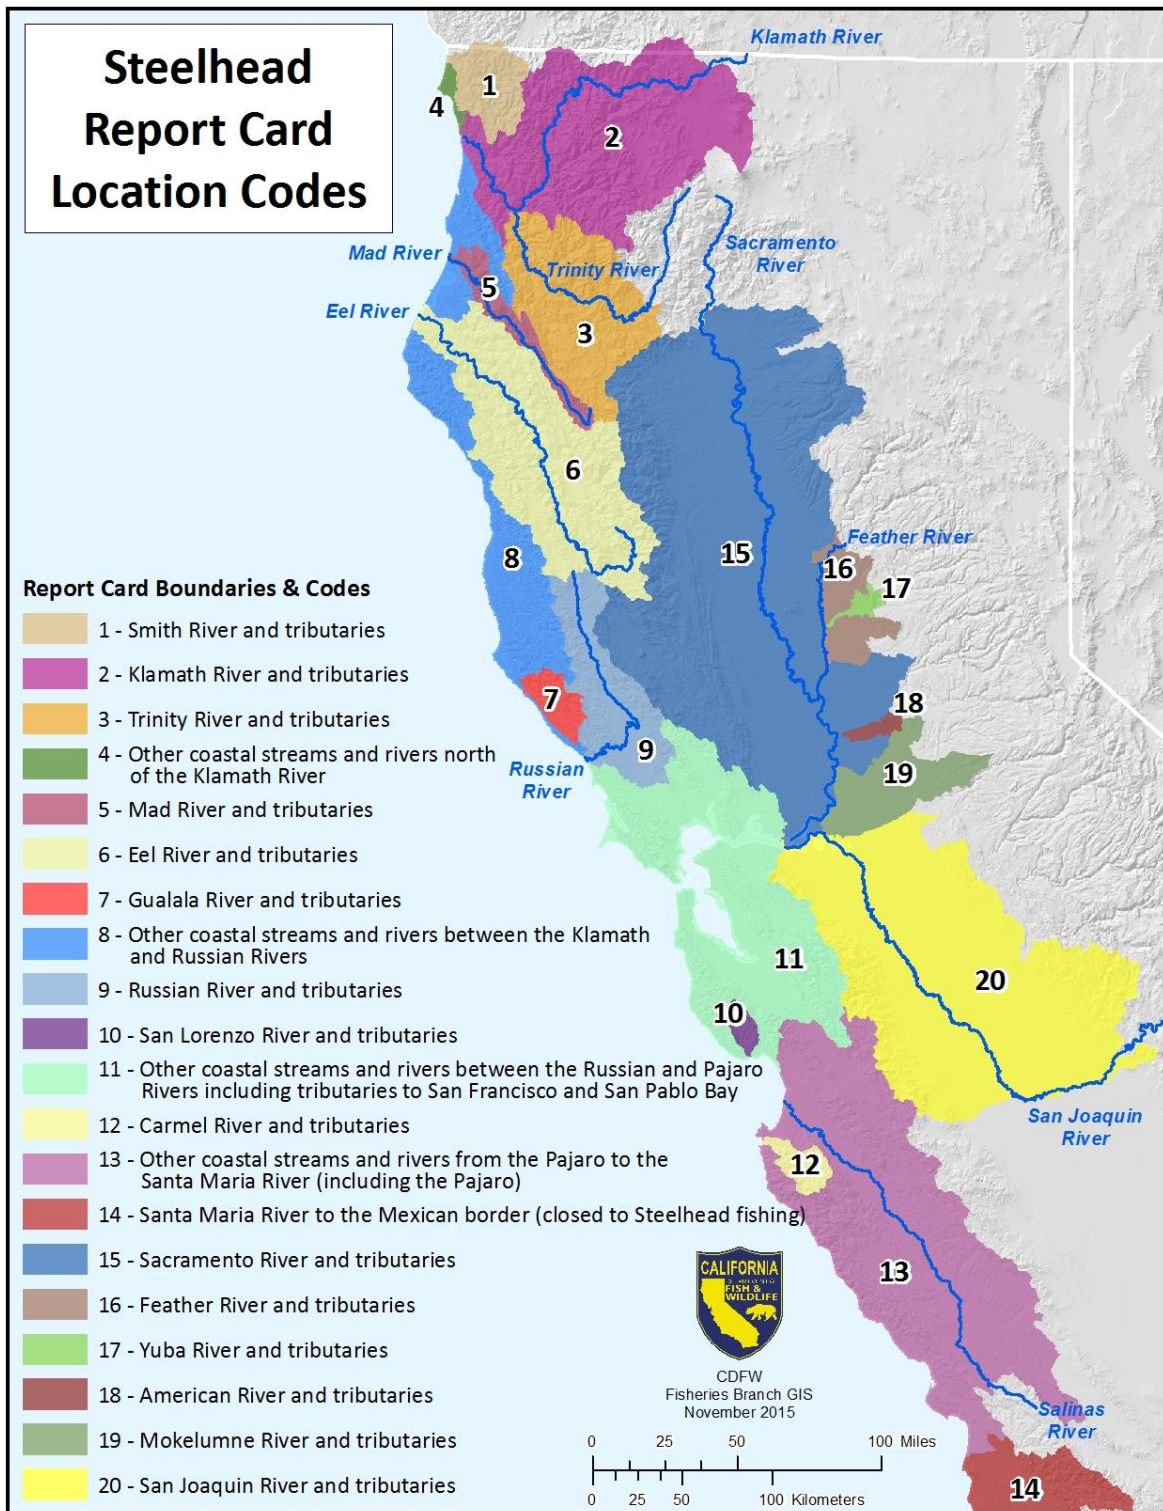 Steelhead
Report Card
Location Codes
Klamath River
1
4
2
Mad River
Trinity River
Sacramento
River
5
Eel River
3
6
8
15
Feather River
16
17
7
9
18
Russian
River
19
11
20
10
San Joaquin
River
12
13
Salinas
River
14
Report Card Boundaries & Codes
1 - Smith River and tributaries
2 - Klamath River and tributaries
3 - Trinity River and tributaries
4 - Other coastal streams and rivers north
of the Klamath River
5 - Mad River and tributaries
6 - Eel River and tributaries
7 - Gualala River and tributaries
8 - Other coastal streams and rivers between the Klamath
and Russian Rivers
9 - Russian River and tributaries
10 - San Lorenzo River and tributaries
11 - Other coastal streams and rivers between the Russian and Pajaro
Rivers including tributaries to San Francisco and San Pablo Bay
12 - Carmel River and tributaries
13 - Other coastal streams and rivers from the Pajaro to the
Santa Maria River (including the Pajaro)
14 - Santa Maria River to the Mexican border (closed to Steelhead fishing)
15 - Sacramento River and tributaries
16 - Feather River and tributaries
17 - Yuba River and tributaries
18 - American River and tributaries
19 - Mokelumne River and tributaries
20 - San Joaquin River and tributaries
CALIFORNIA
FISH &
WILDLIFE
CDFW
Fisheries Branch GIS
November 2015
0 25 50 100 Miles
0 25 50 100 Kilometers